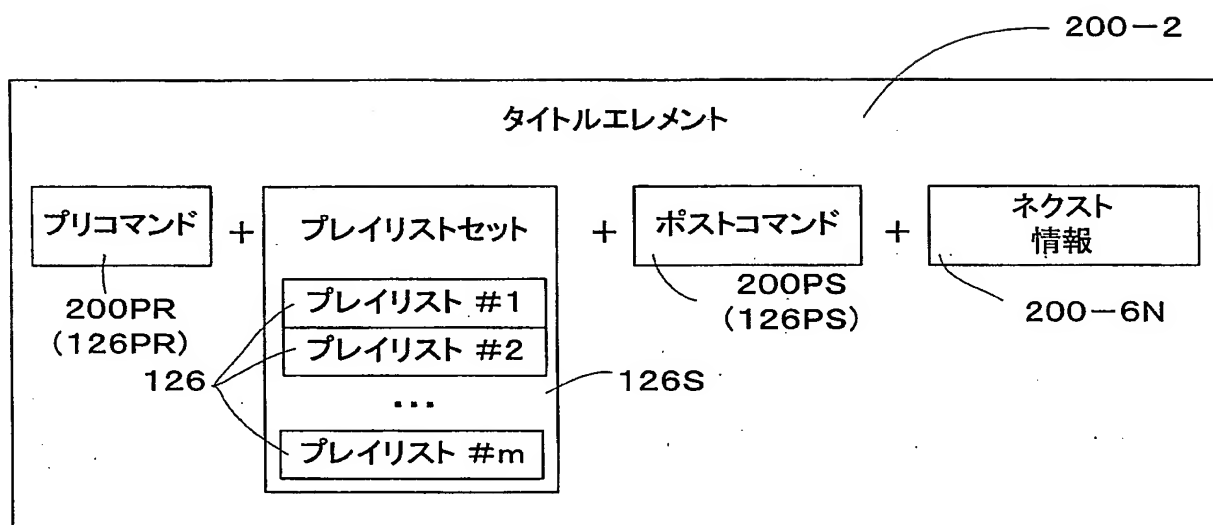 200-2
タイトルエレメント
プリコマンド + プレイリストセット + ポストコマンド + ネクスト
情報
200PR
(126PR)
200PS
(126PS)
200-6N
プレイリスト #1
プレイリスト #2
126
126S
...
プレイリスト #m